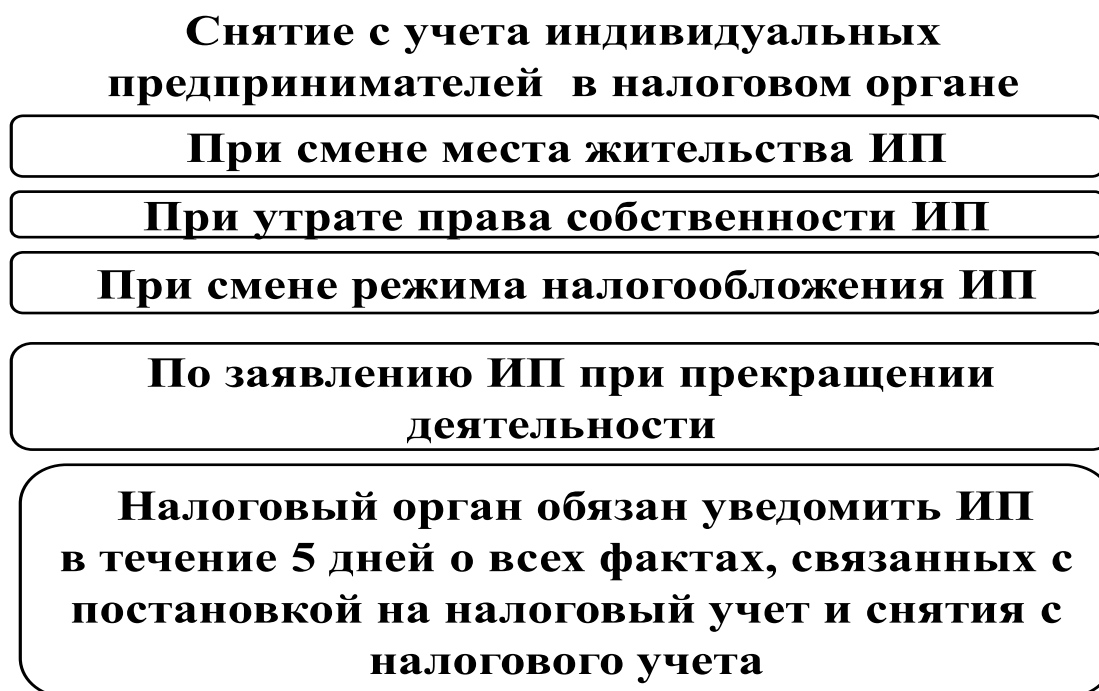 Снятие с учета индивидуальных
предпринимателей в налоговом органе
При смене места жительства ИП
При утрате права собственности ИП
При смене режима налогообложения ИП
По заявлению ИП при прекращении
деятельности
Налоговый орган обязан уведомить ИП
в течение 5 дней о всех фактах, связанных с
постановкой на налоговый учет и снятия с
налогового учета